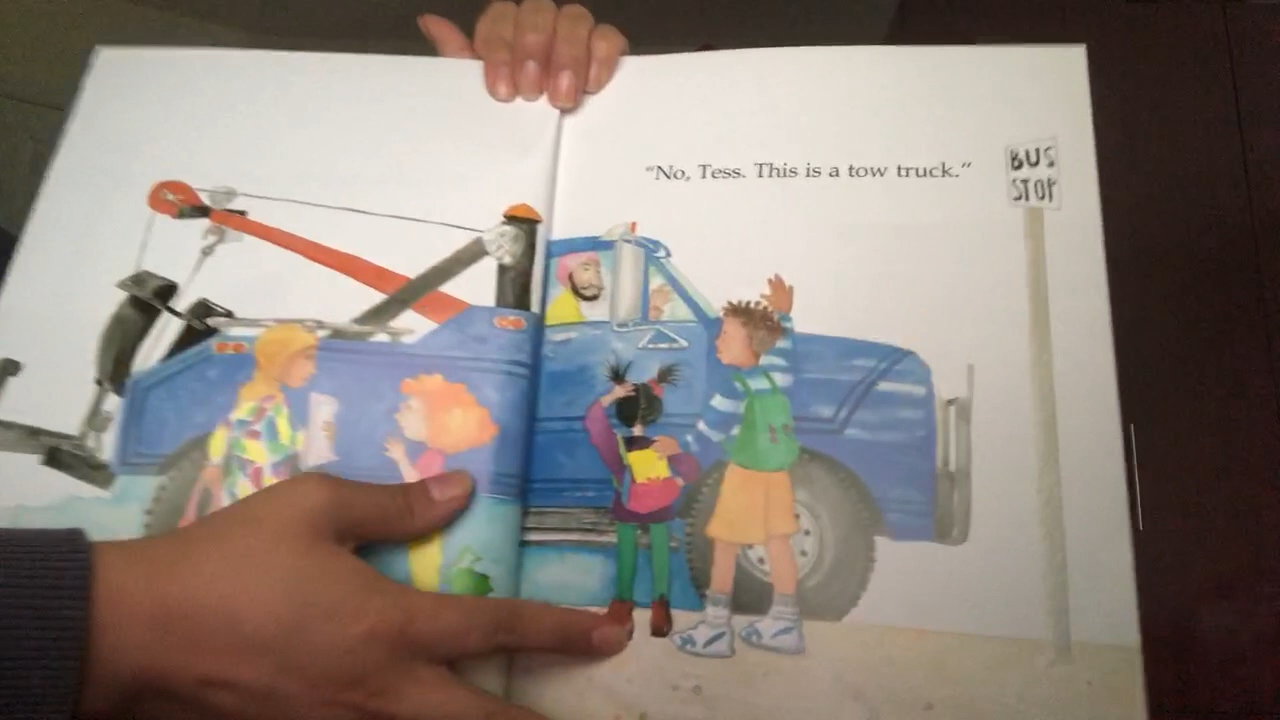 “No, Tess. This is a tow truck.”
BUS
STOP